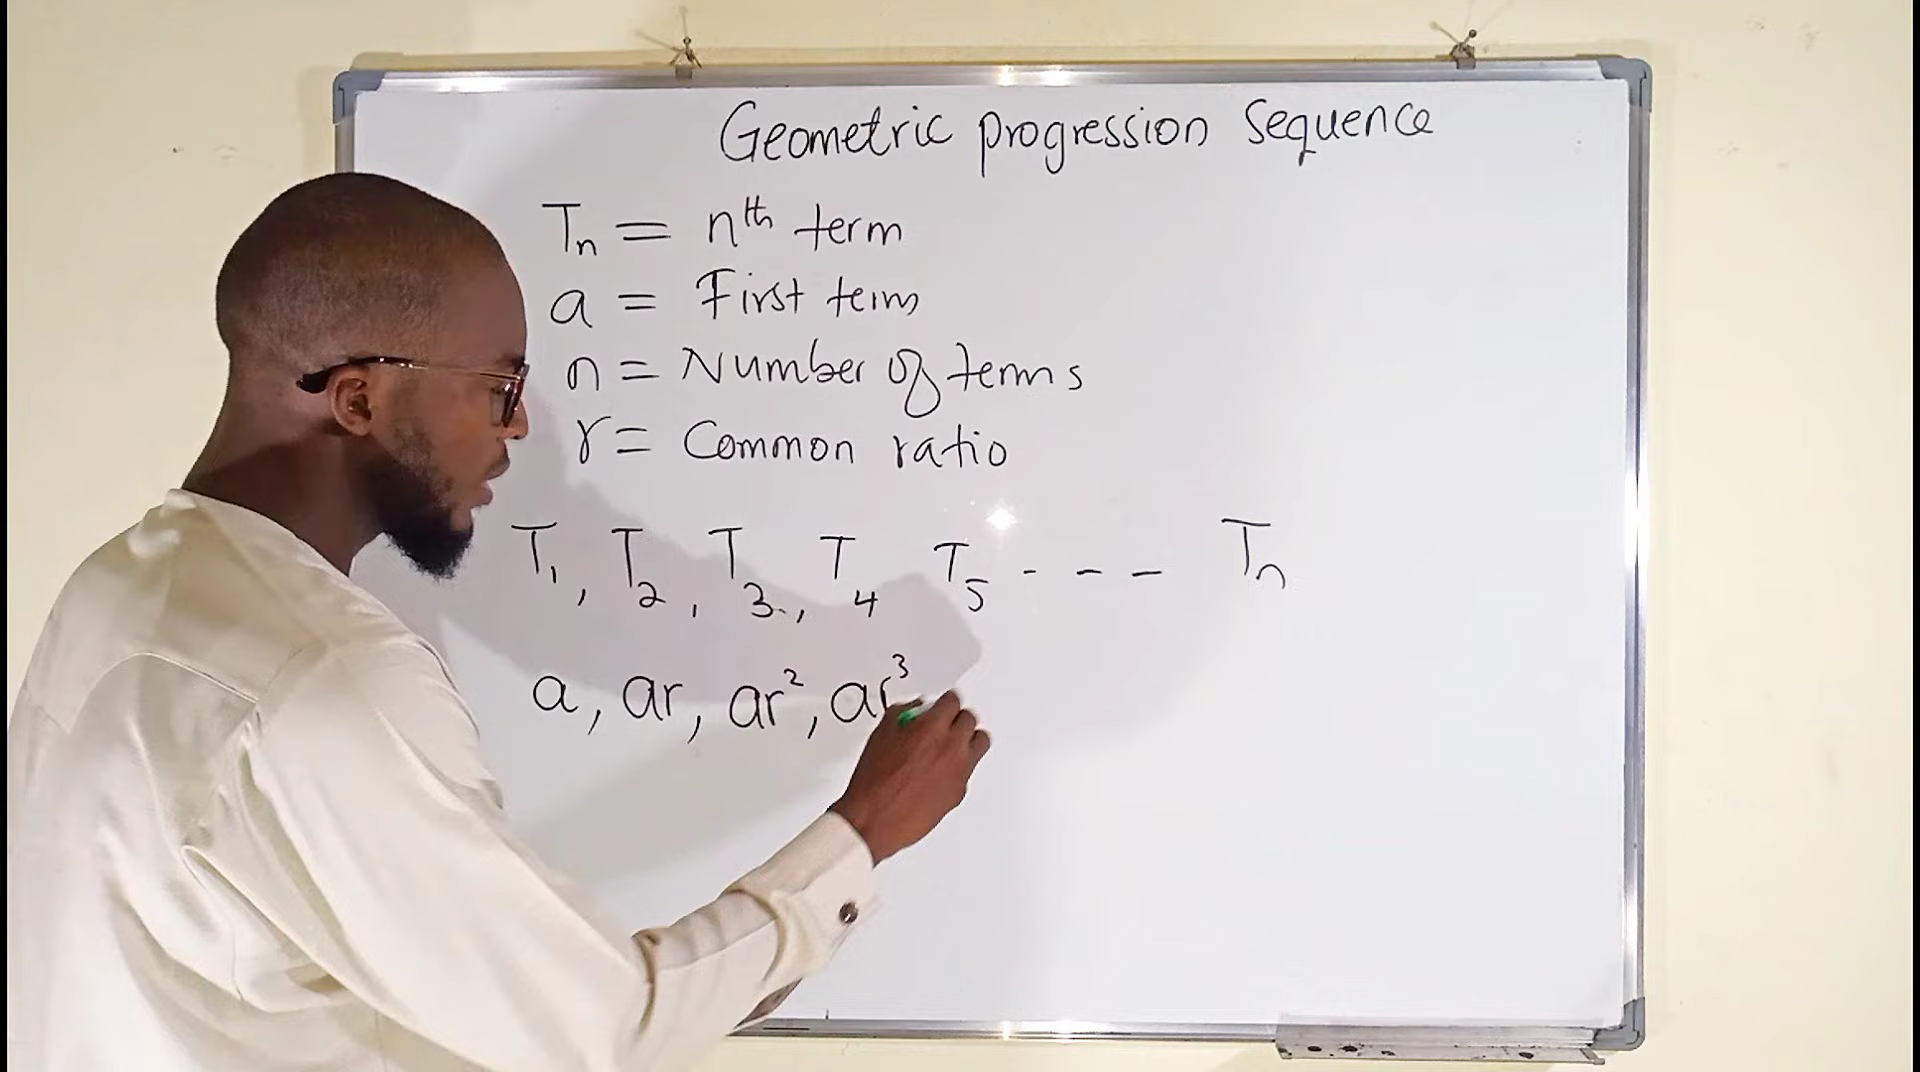 Geometric progression sequence
Tₙ = nᵗʰ term
a = First term
n = Number of terms
r = Common ratio
T₁, T₂, T₃., T₄ T₅ - - - Tₙ
a, ar, ar², ar³